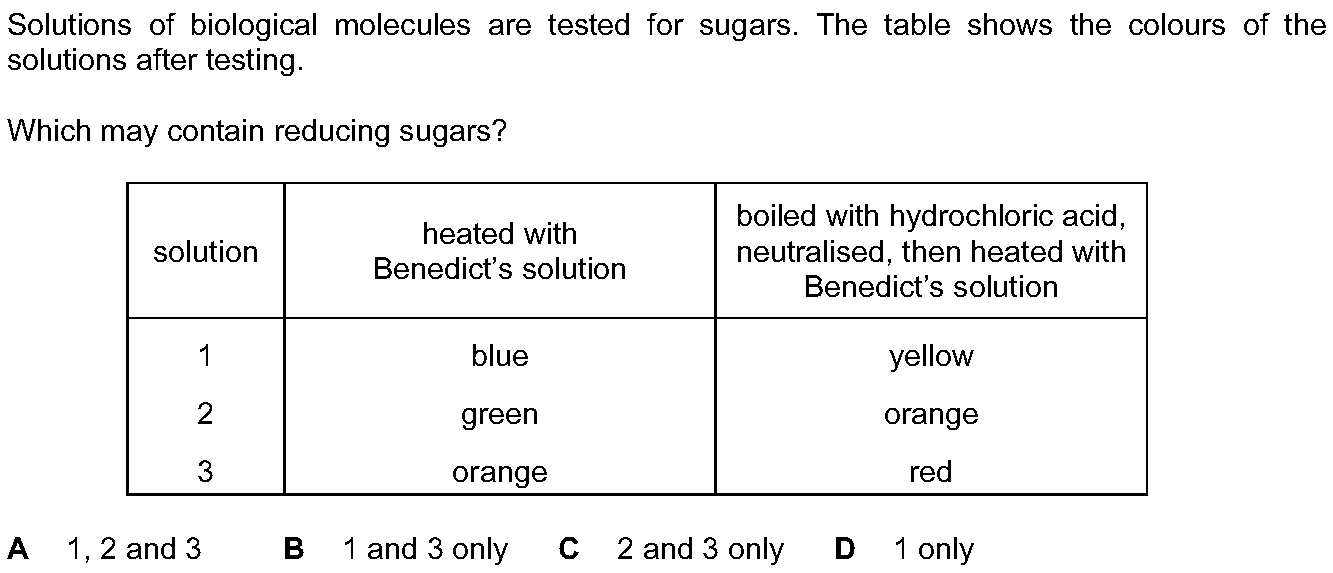 Solutions of biological molecules are tested for sugars. The table shows the colours of the
solutions after testing.
Which may contain reducing sugars?
solution
heated with
Benedict's solution
boiled with hydrochloric acid,
neutralised, then heated with
Benedict's solution
1 blue yellow
2 green orange
3 orange red
A 1, 2 and 3 B 1 and 3 only C 2 and 3 only D 1 only